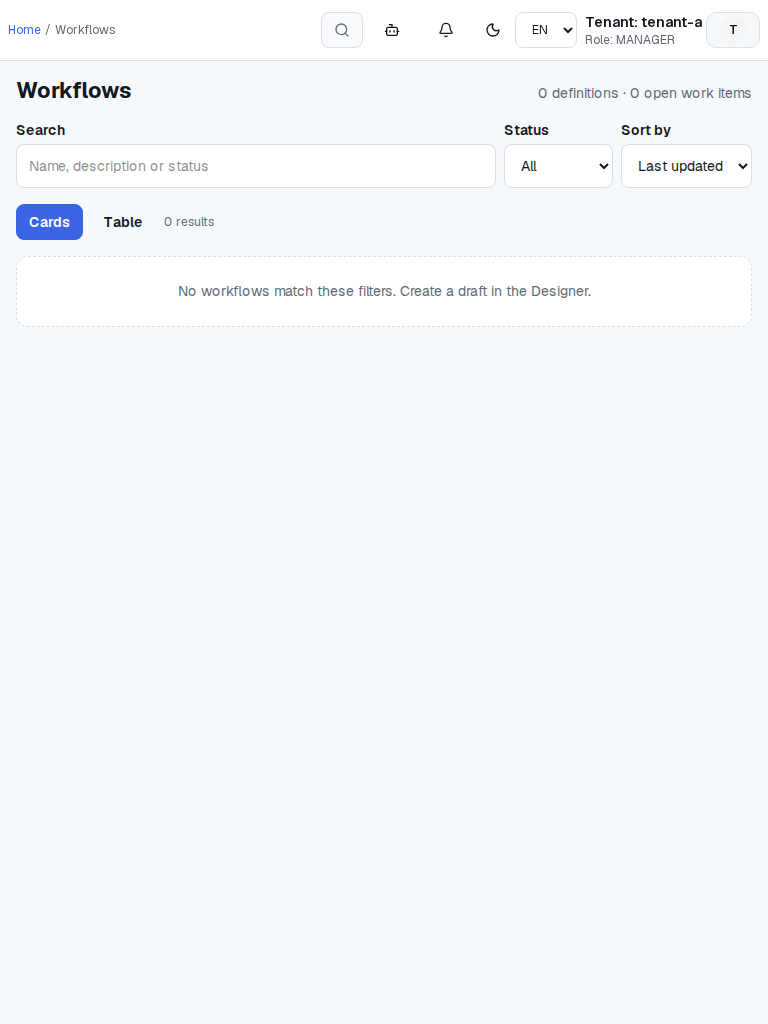 Home / Workflows
EN
Tenant: tenant-a
Role: MANAGER
T
Workflows
0 definitions · 0 open work items
Search
Status
Sort by
Name, description or status
All
Last updated
Cards
Table
0 results
No workflows match these filters. Create a draft in the Designer.